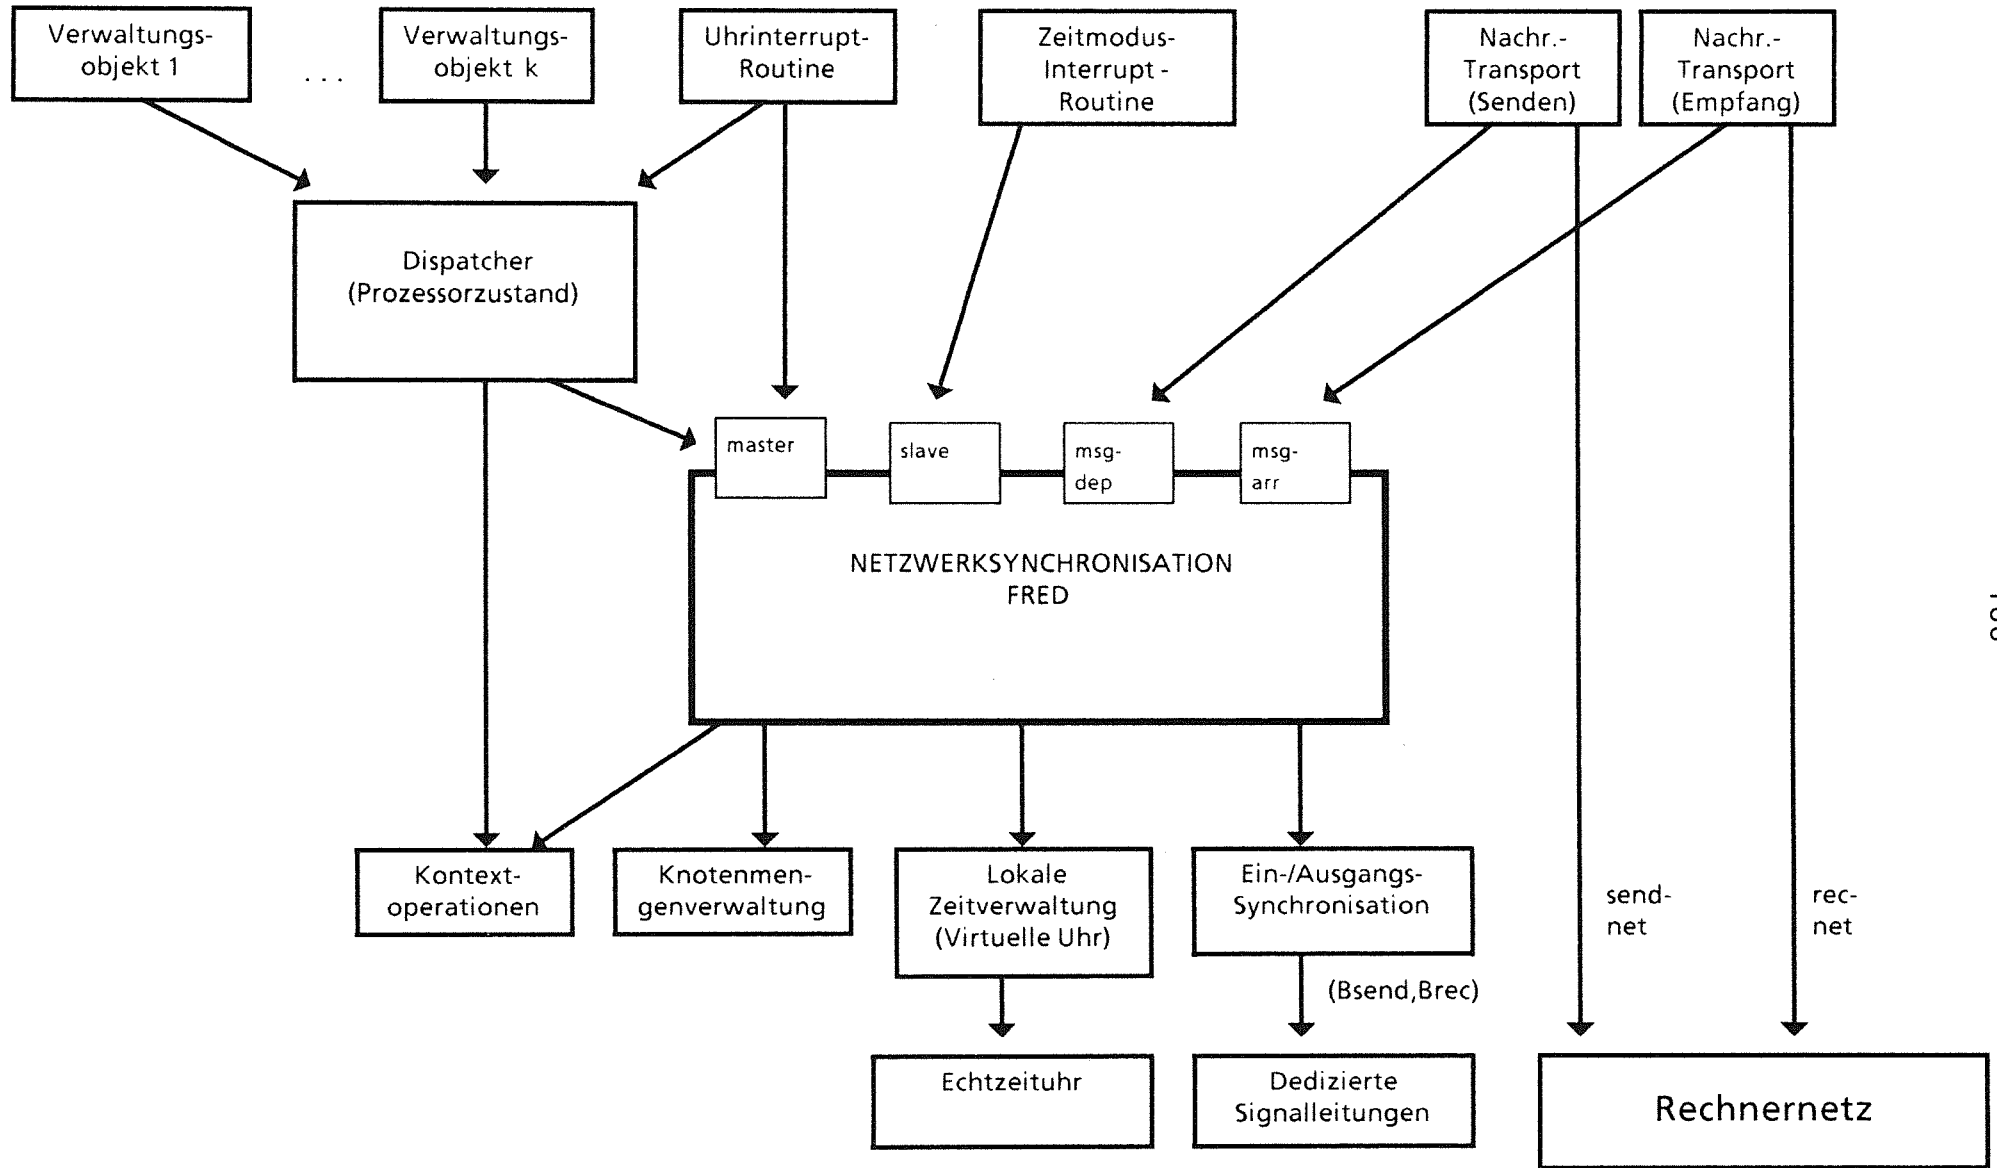 Verwaltungs-
objekt 1
. . .
Verwaltungs-
objekt k
Uhrinterrupt-
Routine
Zeitmodus-
Interrupt -
Routine
Nachr.-
Transport
(Senden)
Nachr.-
Transport
(Empfang)
Dispatcher
(Prozessorzustand)
master
slave
msg-
dep
msg-
arr
NETZWERKSYNCHRONISATION
FRED
Kontext-
operationen
Knotenmen-
genverwaltung
Lokale
Zeitverwaltung
(Virtuelle Uhr)
Ein-/Ausgangs-
Synchronisation
send-
net
rec-
net
(Bsend,Brec)
Echtzeituhr
Dedizierte
Signalleitungen
Rechnernetz